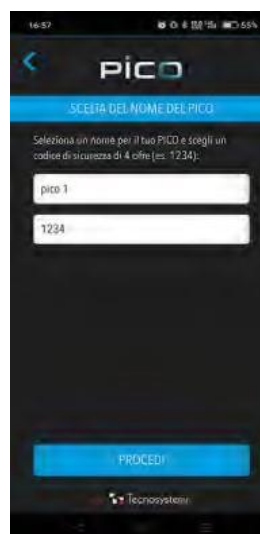 16:57
55%
PICO
SCELTA DEL NOME DEL PICO
Seleziona un nome per il tuo PICO e scegli un
codice di sicurezza di 4 cifre (es. 1234):
pico 1
1234
PROCEDI
Tecnosystemi